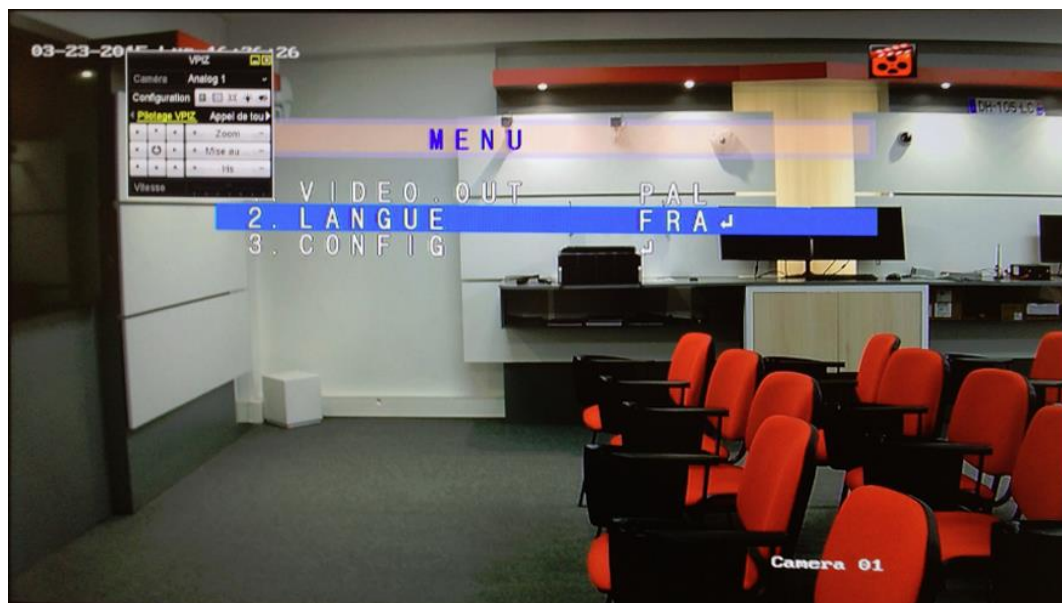 VPIZ
Caméra Analog 1
Configuration
Pilotage VPIZ Appel de tou
Zoom
Mise au
Iris
Vitesse
MENU
VIDEO.OUT PAL
2. LANGUE FRA
3. CONFIG
Camera 01